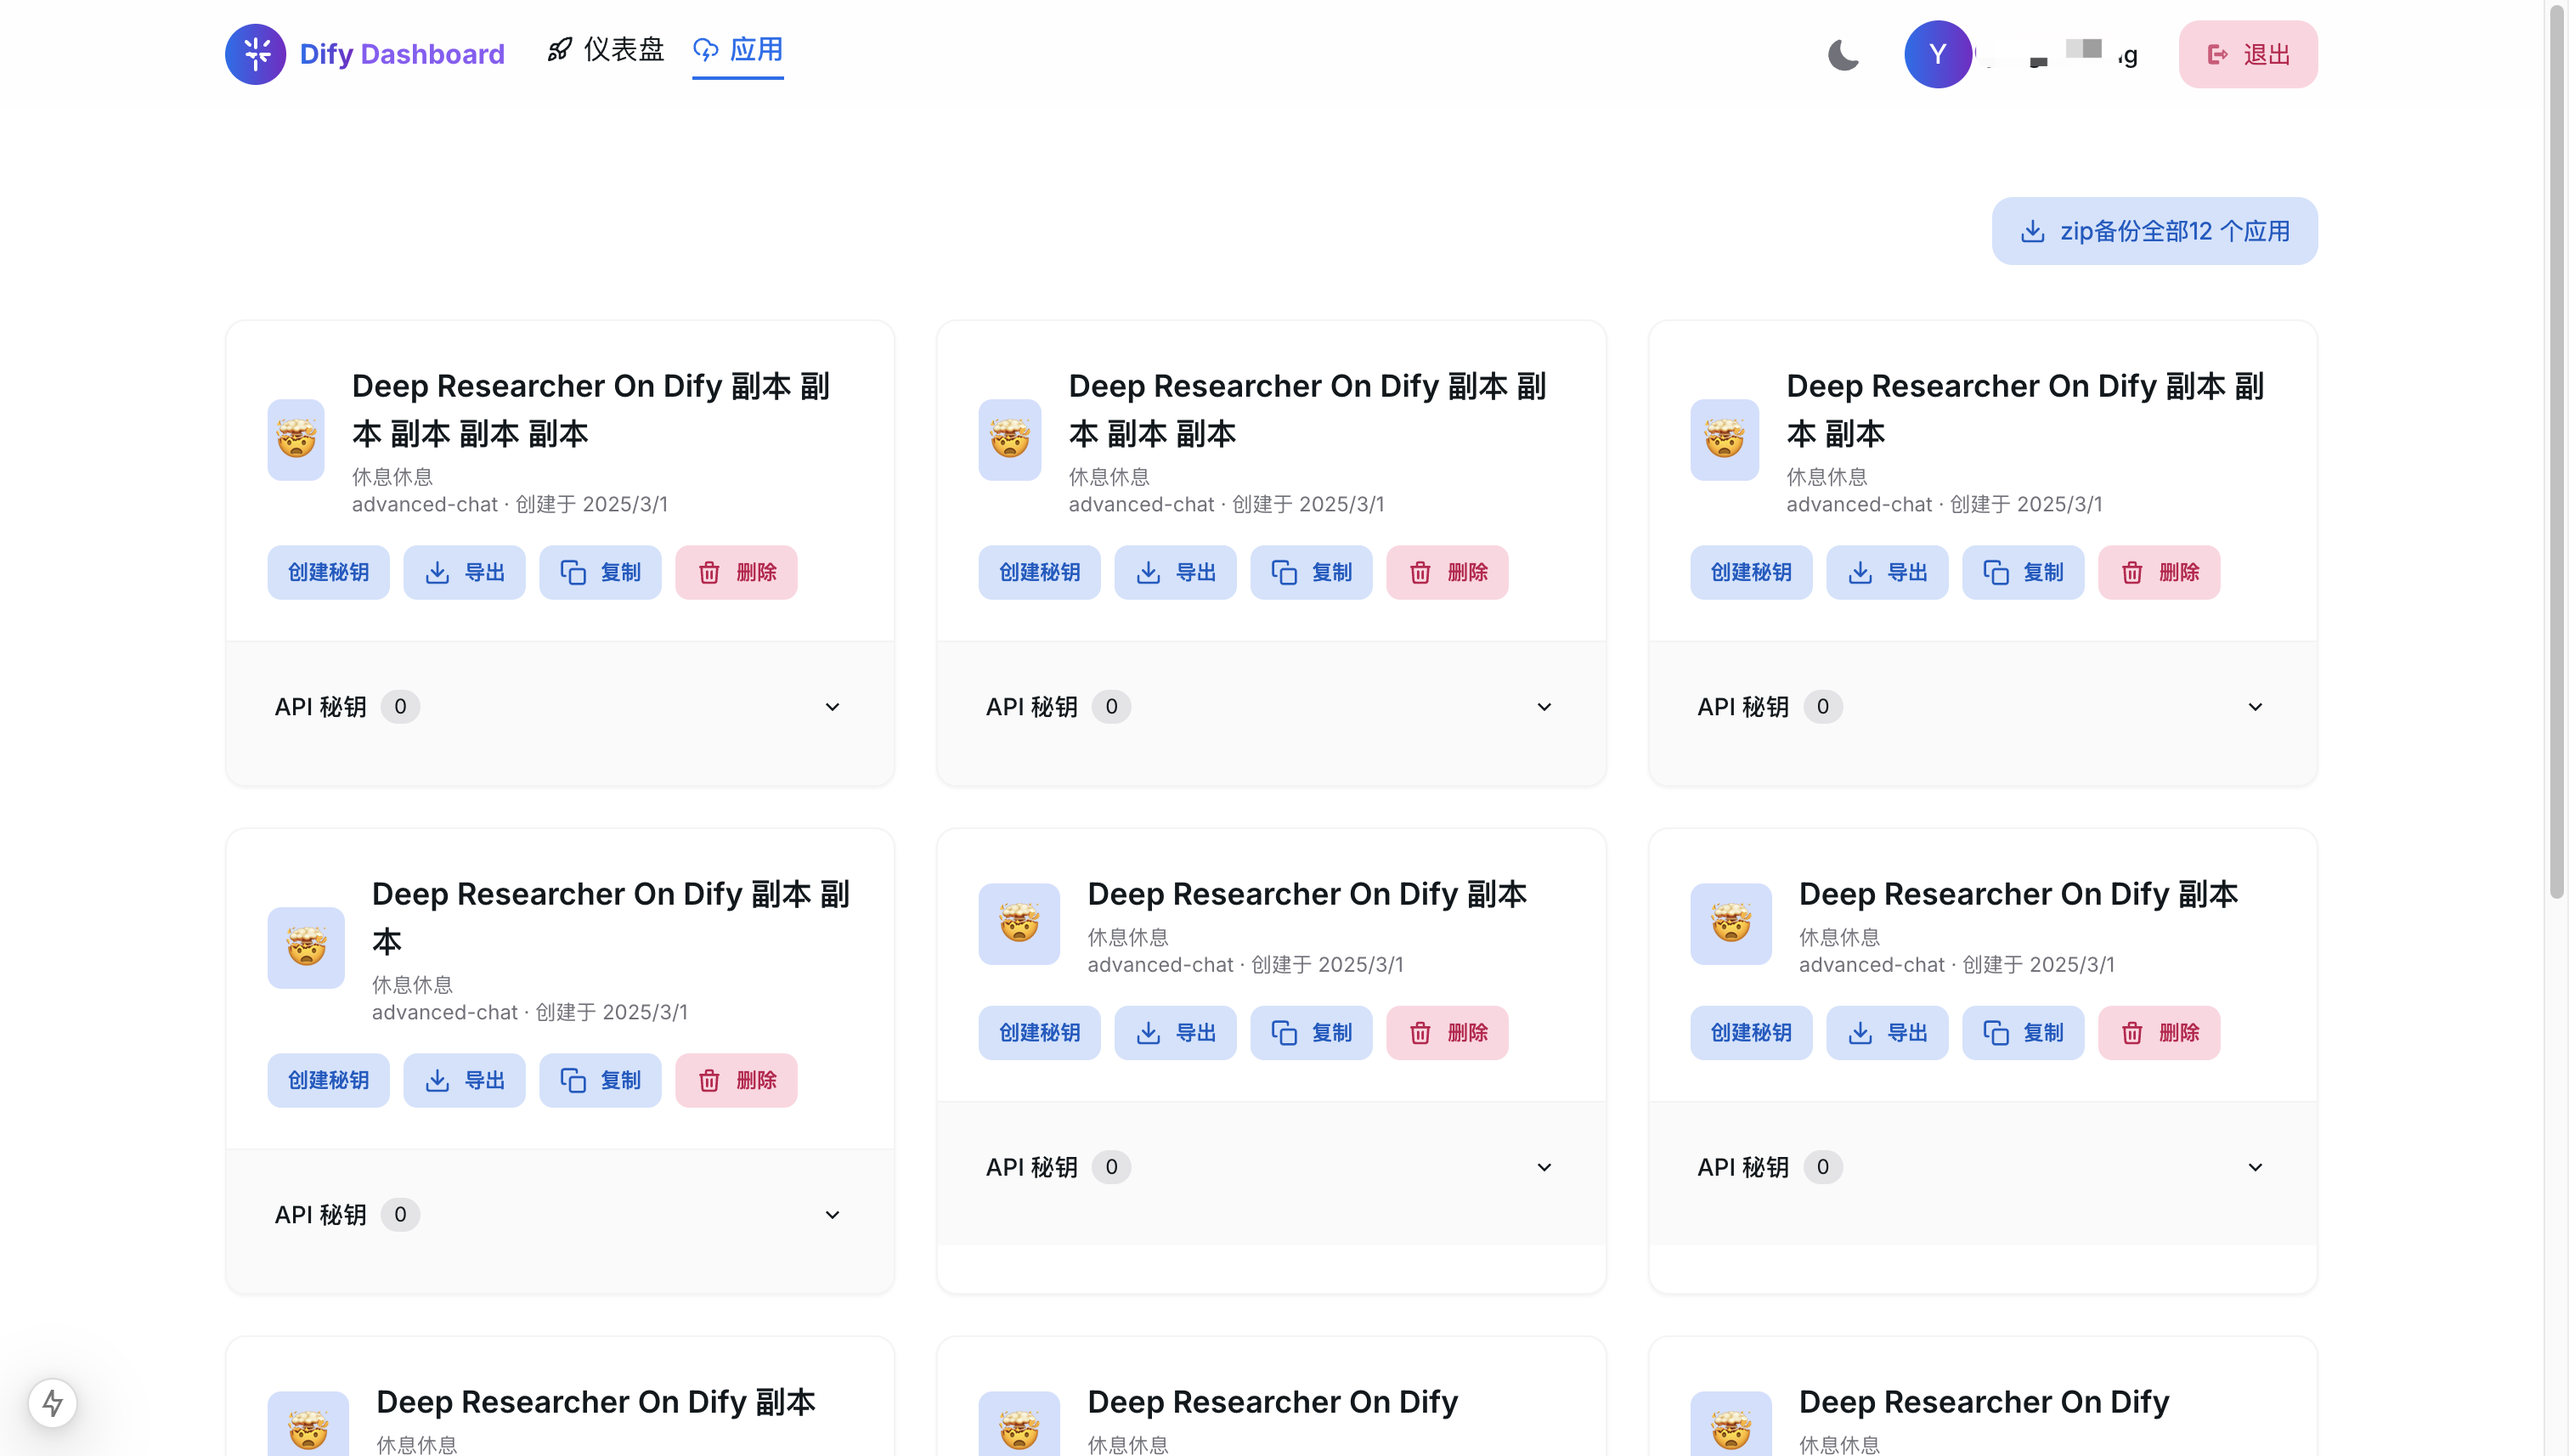 Dify Dashboard
仪表盘
应用
Y
g
退出
zip备份全部12 个应用
Deep Researcher On Dify 副本 副
本 副本 副本 副本
休息休息
advanced-chat · 创建于 2025/3/1
创建秘钥
导出
复制
删除
API 秘钥 0
Deep Researcher On Dify 副本 副
本 副本 副本
休息休息
advanced-chat · 创建于 2025/3/1
创建秘钥
导出
复制
删除
API 秘钥 0
Deep Researcher On Dify 副本 副
本 副本
休息休息
advanced-chat · 创建于 2025/3/1
创建秘钥
导出
复制
删除
API 秘钥 0
Deep Researcher On Dify 副本 副
本
休息休息
advanced-chat · 创建于 2025/3/1
创建秘钥
导出
复制
删除
API 秘钥 0
Deep Researcher On Dify 副本
休息休息
advanced-chat · 创建于 2025/3/1
创建秘钥
导出
复制
删除
API 秘钥 0
Deep Researcher On Dify 副本
休息休息
advanced-chat · 创建于 2025/3/1
创建秘钥
导出
复制
删除
API 秘钥 0
Deep Researcher On Dify 副本
休息休息
Deep Researcher On Dify
休息休息
Deep Researcher On Dify
休息休息